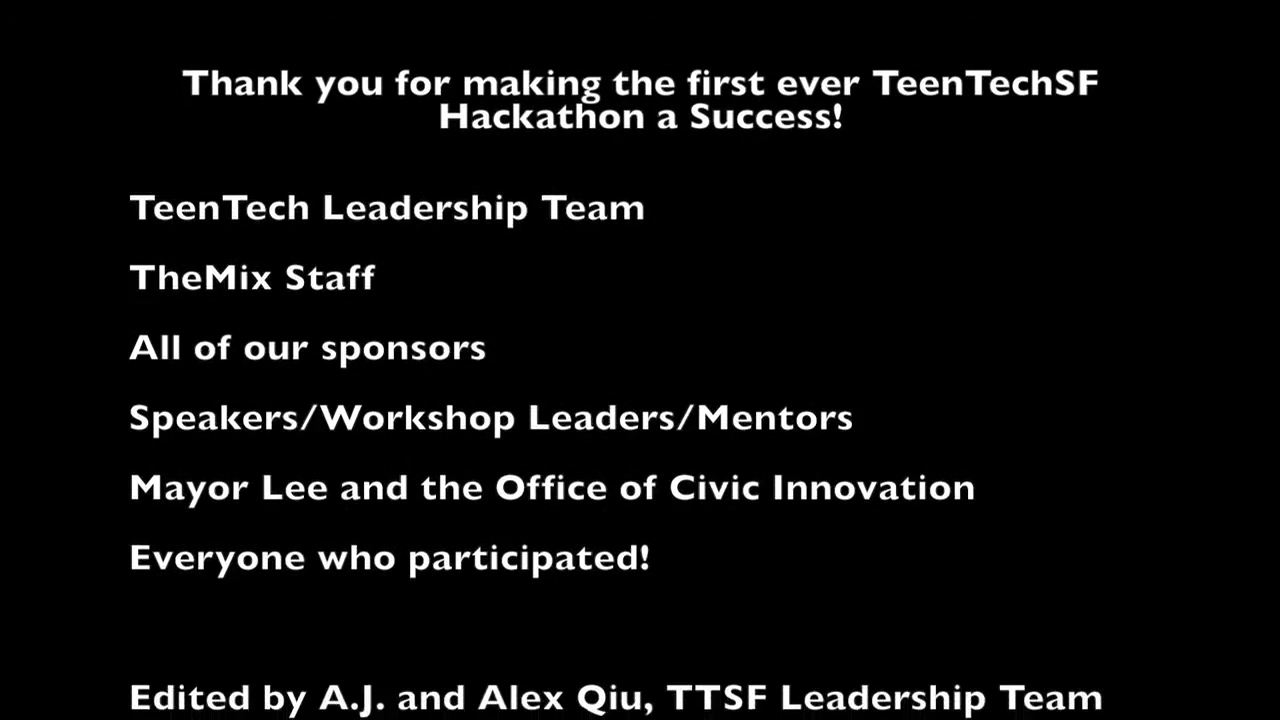 Thank you for making the first ever TeenTechSF
Hackathon a Success!
TeenTech Leadership Team
TheMix Staff
All of our sponsors
Speakers/Workshop Leaders/Mentors
Mayor Lee and the Office of Civic Innovation
Everyone who participated!
Edited by A.J. and Alex Qiu, TTSF Leadership Team